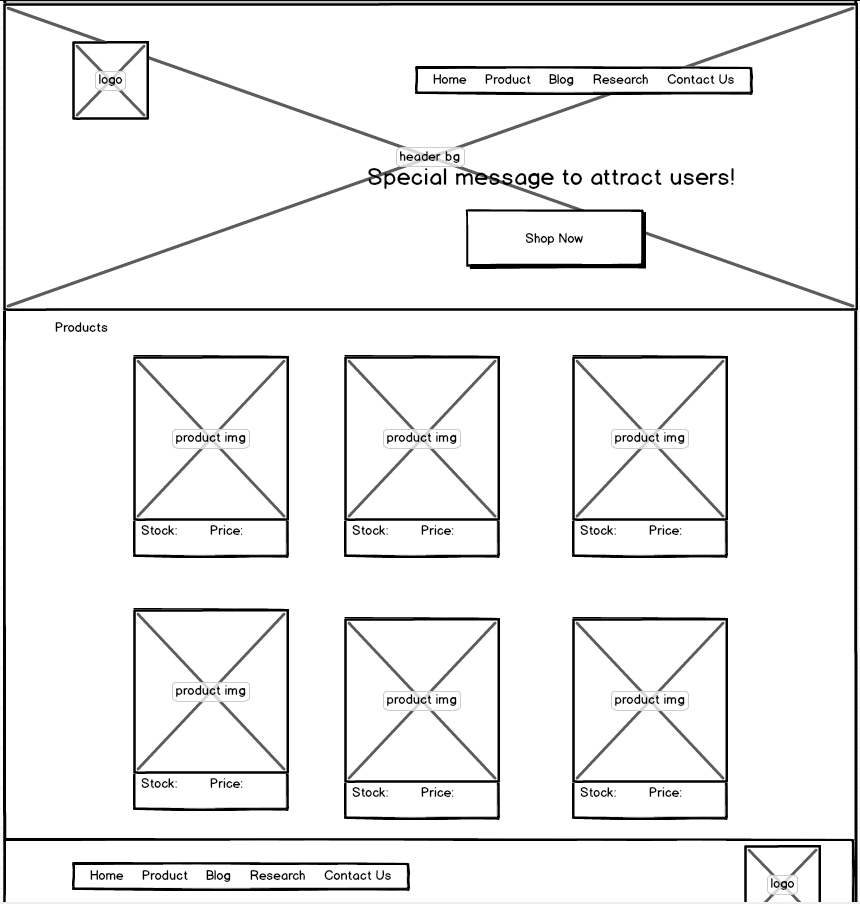 logo
Home Product Blog Research Contact Us
header bg
Special message to attract users!
Shop Now
Products
product img
product img
product img
Stock: Price:
Stock: Price:
Stock: Price:
product img
product img
product img
Stock: Price:
Stock: Price:
Stock: Price:
Home Product Blog Research Contact Us
logo